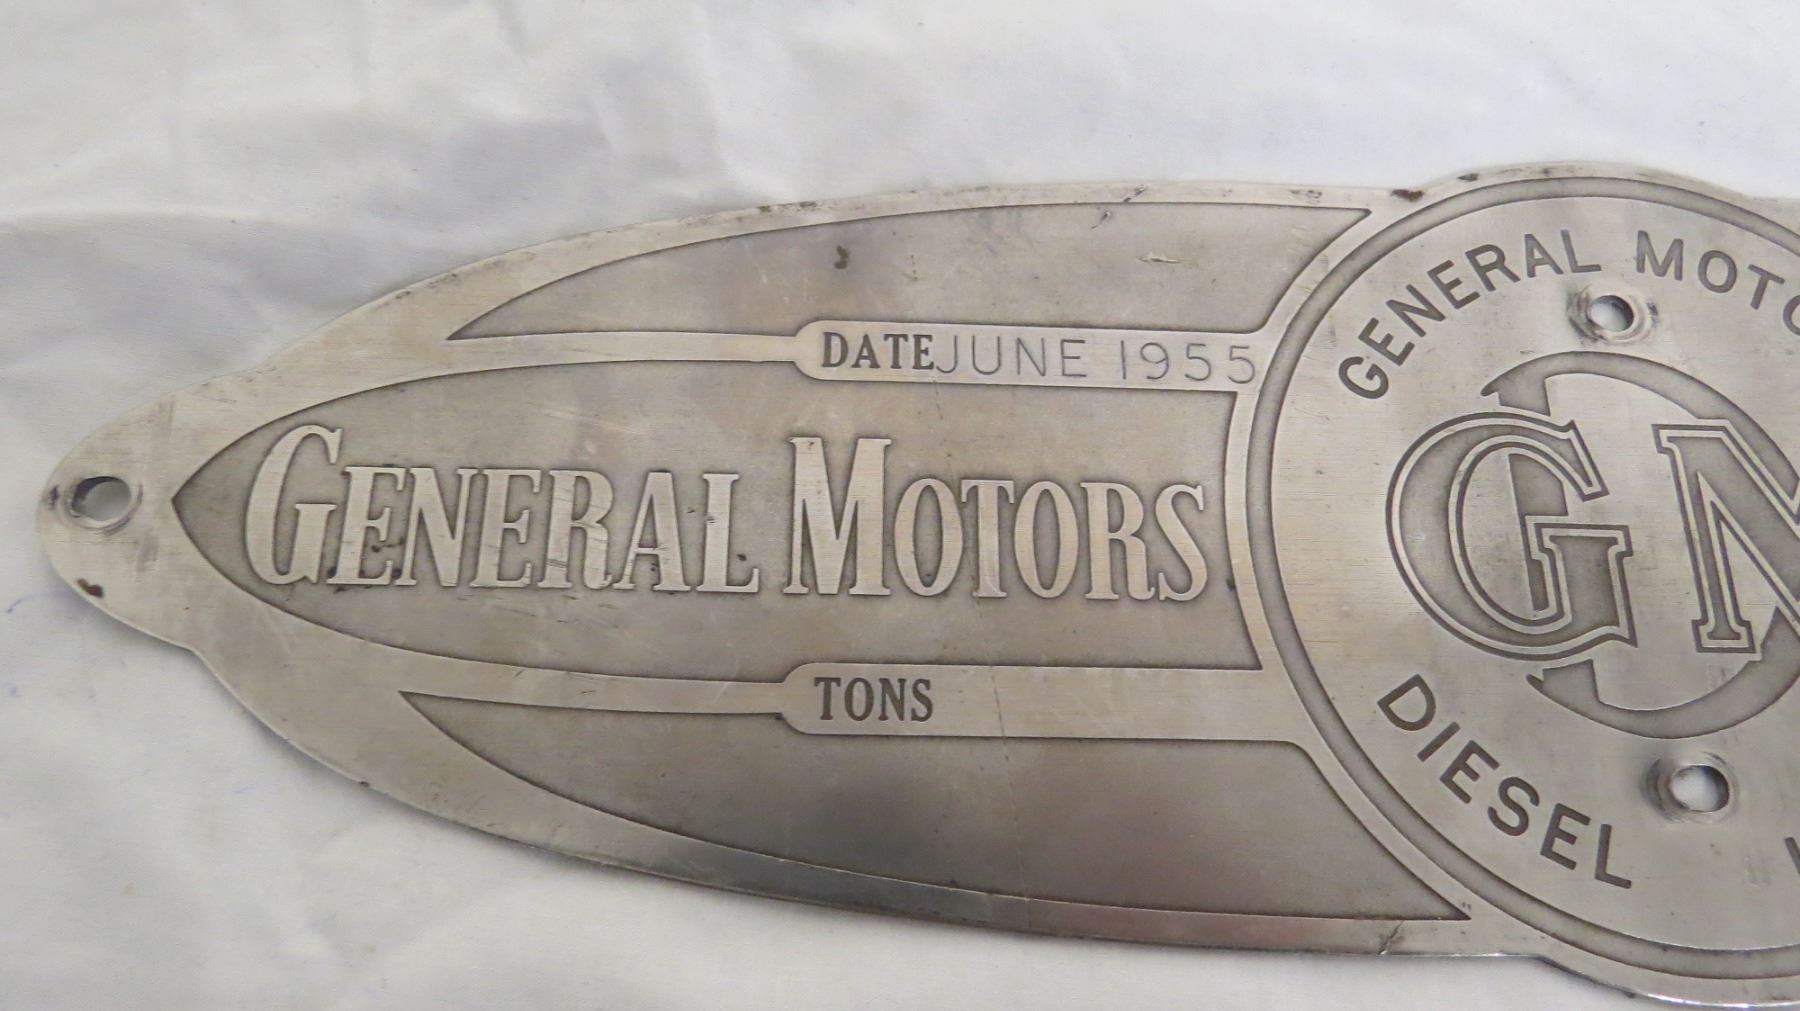 DATE JUNE 1955
GENERAL MOTORS
TONS
GENERAL MOTO
GM
DIESEL